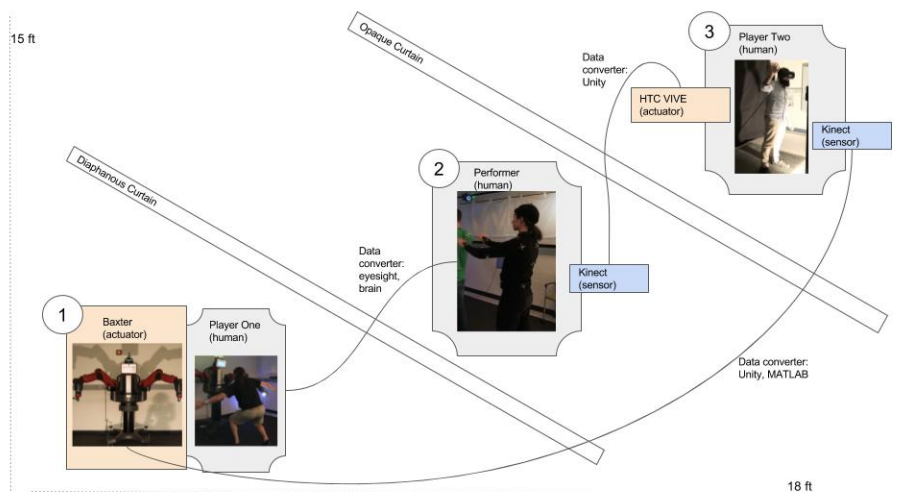 15 ft
Opaque Curtain
Data
converter:
Unity
3
Player Two
(human)
HTC VIVE
(actuator)
Kinect
(sensor)
Diaphanous Curtain
2
Performer
(human)
Data
converter:
eyesight,
brain
Kinect
(sensor)
1
Baxter
(actuator)
Player One
(human)
Data converter:
Unity, MATLAB
18 ft